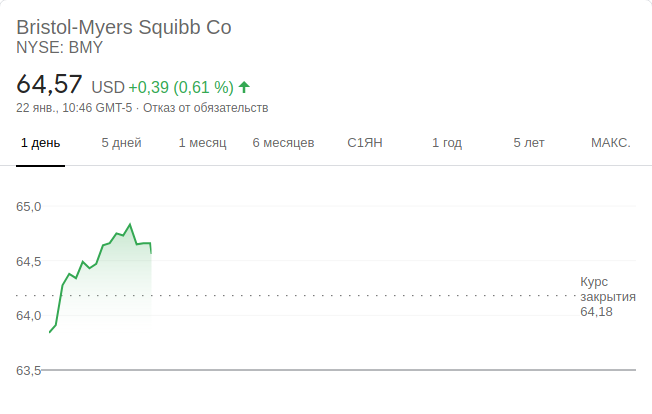 Bristol-Myers Squibb Co
NYSE: BMY
64,57 USD +0,39 (0,61 %)
22 янв., 10:46 GMT-5 · Отказ от обязательств
1 день 5 дней 1 месяц 6 месяцев С1ЯН 1 год 5 лет МАКС.
65,0
64,5
Курс
закрытия
64,18
64,0
63,5